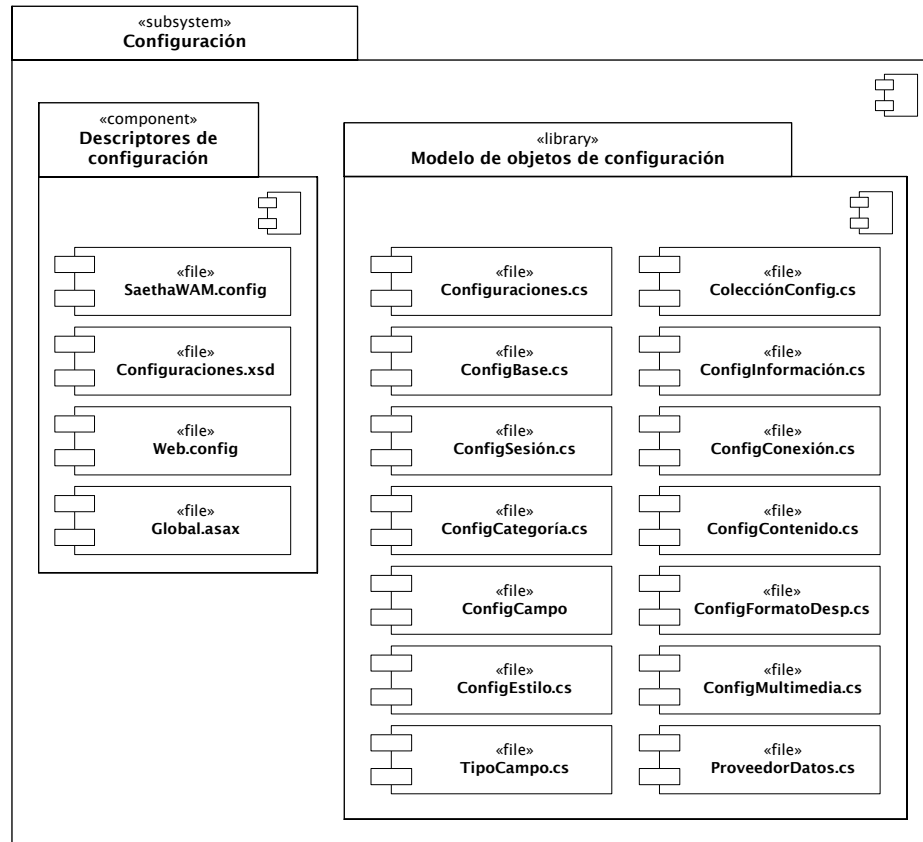 «subsystem»
Configuración
«component»
Descriptores de
configuración
«file»
SaethaWAM.config
«file»
Configuraciones.xsd
«file»
Web.config
«file»
Global.asax
«library»
Modelo de objetos de configuración
«file»
Configuraciones.cs
«file»
ColecciónConfig.cs
«file»
ConfigBase.cs
«file»
ConfigInformación.cs
«file»
ConfigSesión.cs
«file»
ConfigConexión.cs
«file»
ConfigCategoría.cs
«file»
ConfigContenido.cs
«file»
ConfigCampo
«file»
ConfigFormatoDesp.cs
«file»
ConfigEstilo.cs
«file»
ConfigMultimedia.cs
«file»
TipoCampo.cs
«file»
ProveedorDatos.cs